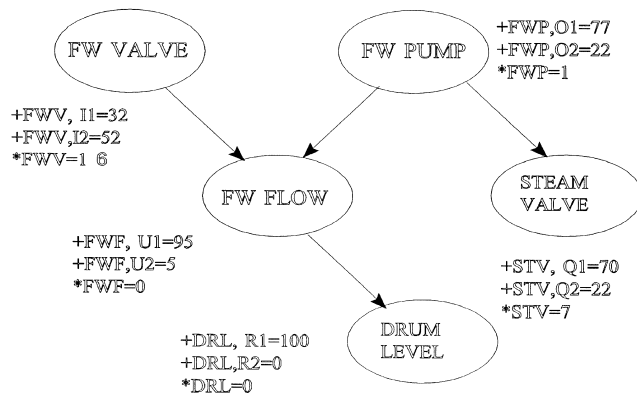 FW VALVE
FW PUMP
+FWP,O1=77
+FWP,O2=22
*FWP=1
+FWV, I1=32
+FWV,I2=52
*FWV=1 6
FW FLOW
STEAM
VALVE
+FWF, U1=95
+FWF,U2=5
*FWF=0
+STV, Q1=70
+STV,Q2=22
*STV=7
+DRL, R1=100
+DRL,R2=0
*DRL=0
DRUM
LEVEL